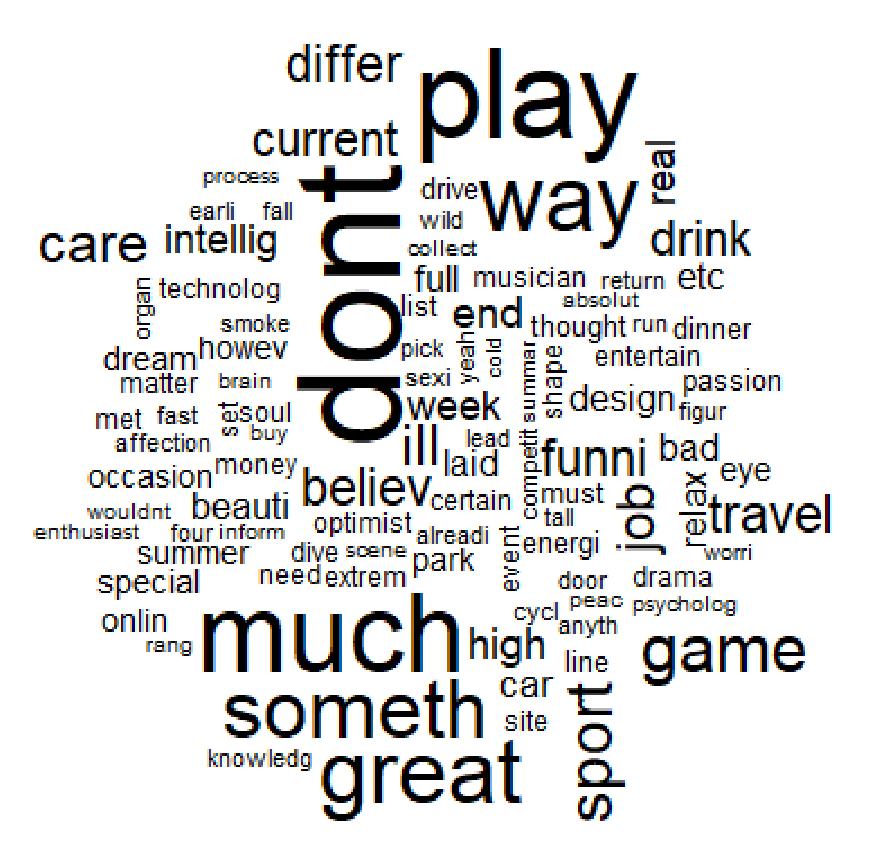 differ
play
current
real
process
dont
drive
way
earli
fall
wild
care
intellig
collect
drink
organ
technolog
full
musician
return
etc
list
end
absolut
smoke
thought
run
dinner
dream
howev
pick
yeah
cold
summar
shape
entertain
matter
brain
sexi
design
passion
met
fast
set
soul
week
figur
affection
buy
ill
lead
competit
funni
bad
occasion
money
laid
eye
wouldnt
beauti
believ
certain
must
job
relax
travel
enthusiast
four
inform
optimist
alreadi
tall
summer
dive
scene
park
event
energi
worri
special
need
extrem
door
drama
onlin
much
cycl
peac
psycholog
rang
high
anyth
game
line
someth
car
sport
site
knowledg
great